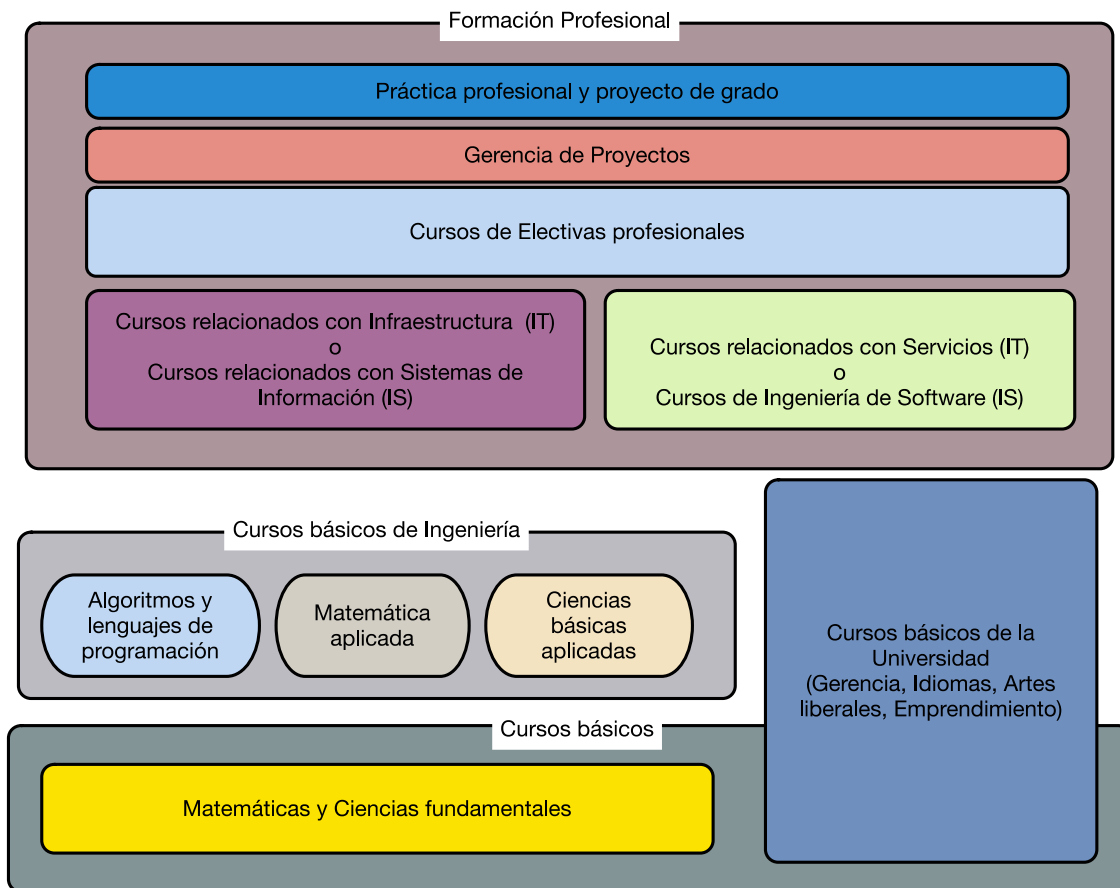 Formación Profesional
Práctica profesional y proyecto de grado
Gerencia de Proyectos
Cursos de Electivas profesionales
Cursos relacionados con Infraestructura (IT)
o
Cursos relacionados con Sistemas de
Información (IS)
Cursos relacionados con Servicios (IT)
o
Cursos de Ingeniería de Software (IS)
Cursos básicos de Ingeniería
Algoritmos y
lenguajes de
programación
Matemática
aplicada
Ciencias
básicas
aplicadas
Cursos básicos de la
Universidad
(Gerencia, Idiomas, Artes
liberales, Emprendimiento)
Cursos básicos
Matemáticas y Ciencias fundamentales